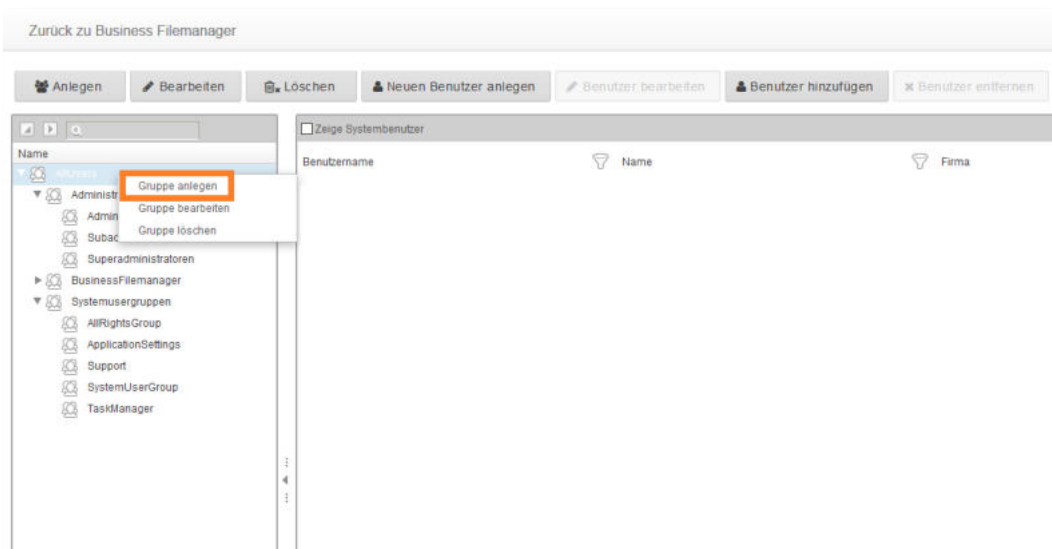 Zurück zu Business Filemanager
Anlegen Bearbeiten Löschen Neuen Benutzer anlegen Benutzer bearbeiten Benutzer hinzufügen Benutzer entfernen
Zeige Systembenutzer
Name
Benutzername Name Firma
AllUsers
Gruppe anlegen
Administr
Gruppe bearbeiten
Admin
Gruppe löschen
Subad
Superadministratoren
BusinessFilemanager
Systemusergruppen
AllRightsGroup
ApplicationSettings
Support
SystemUserGroup
TaskManager